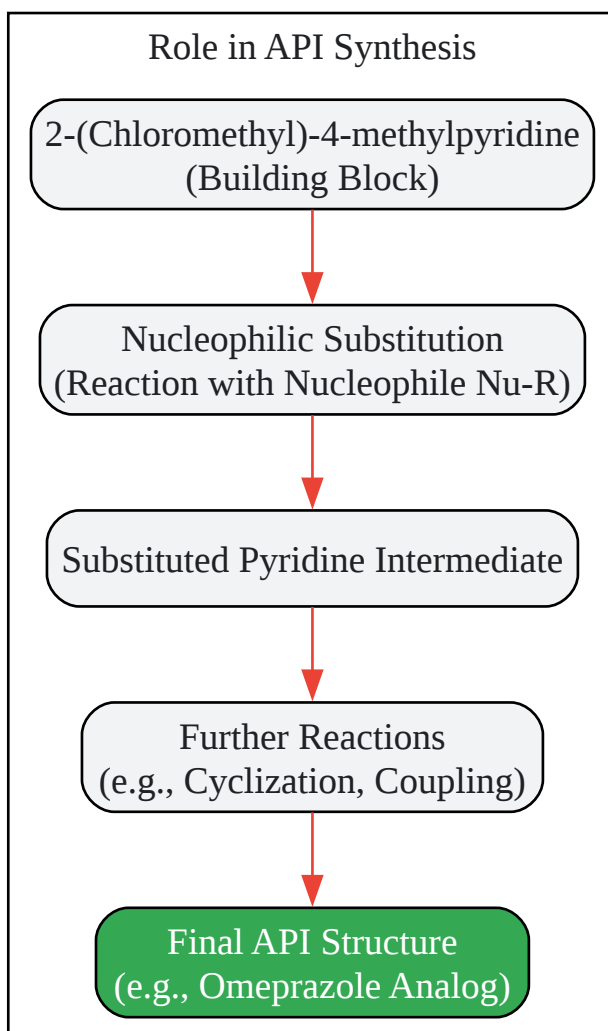 Role in API Synthesis
2-(Chloromethyl)-4-methylpyridine
(Building Block)
Nucleophilic Substitution
(Reaction with Nucleophile Nu-R)
Substituted Pyridine Intermediate
Further Reactions
(e.g., Cyclization, Coupling)
Final API Structure
(e.g., Omeprazole Analog)